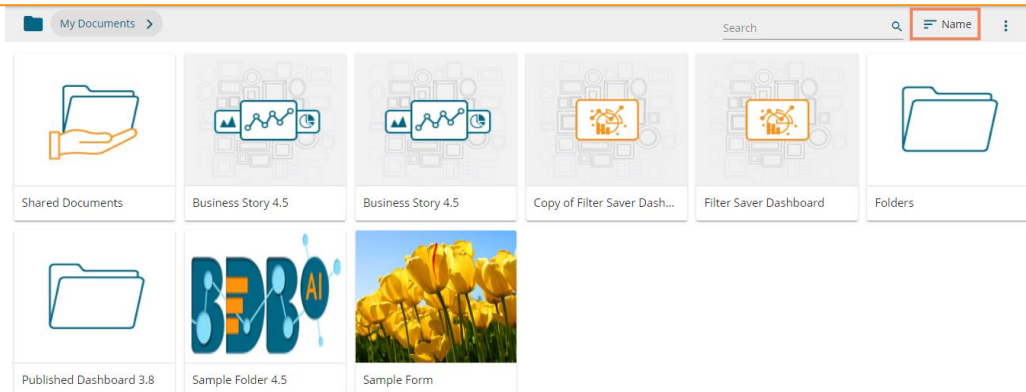 My Documents
Search
Name
Shared Documents
Business Story 4.5
Business Story 4.5
Copy of Filter Saver Dash...
Filter Saver Dashboard
Folders
BDB AI
Published Dashboard 3.8
Sample Folder 4.5
Sample Form